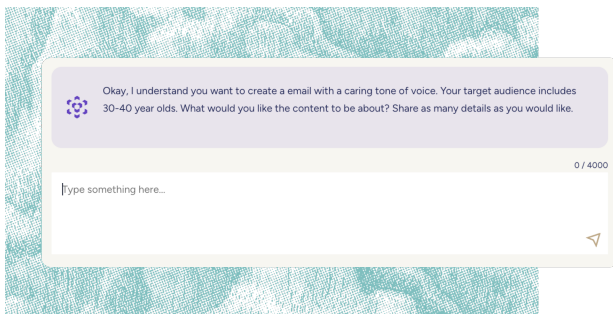 Okay, I understand you want to create a email with a caring tone of voice. Your target audience includes
30-40 year olds. What would you like the content to be about? Share as many details as you would like.
0 / 4000
Type something here...